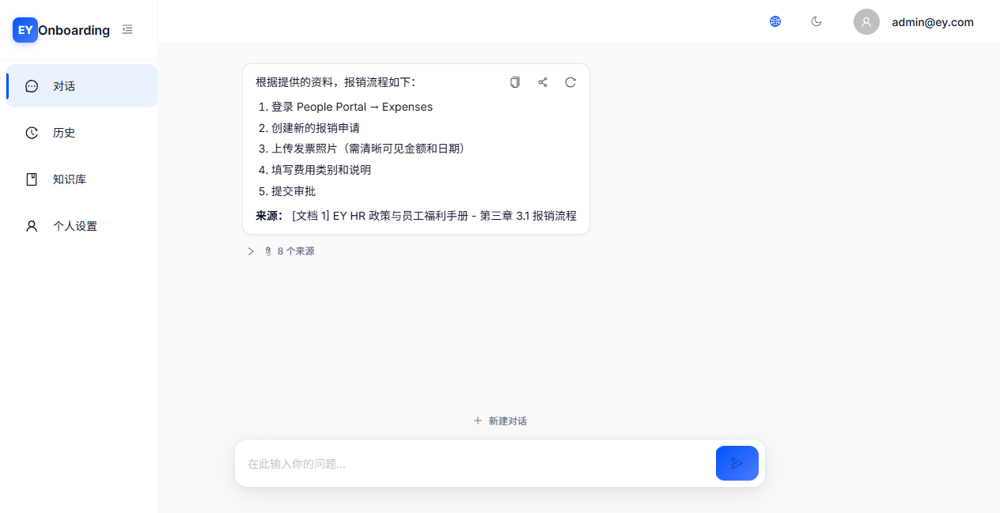 EY Onboarding
admin@ey.com
对话
历史
知识库
个人设置
根据提供的资料，报销流程如下：
1. 登录 People Portal → Expenses
2. 创建新的报销申请
3. 上传发票照片（需清晰可见金额和日期）
4. 填写费用类别和说明
5. 提交审批
来源： [文档 1] EY HR 政策与员工福利手册 - 第三章 3.1 报销流程
8 个来源
新建对话
在此输入你的问题...